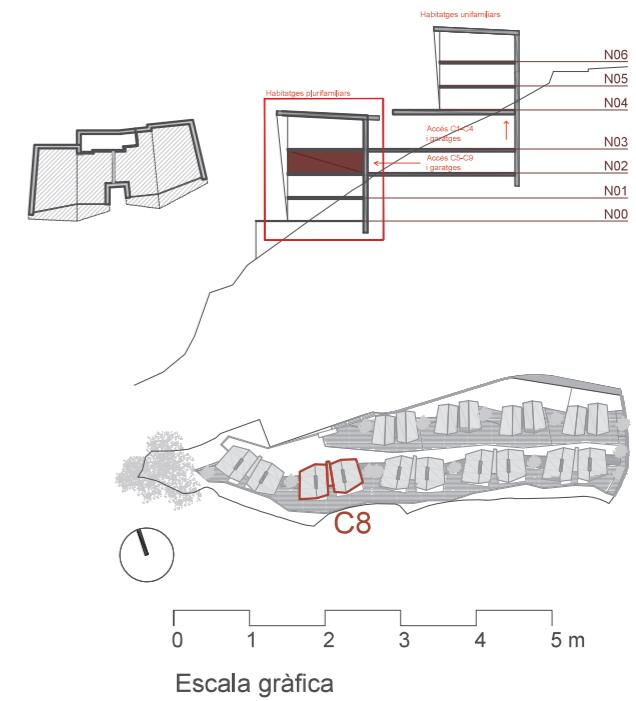 Habitatges unifamiliars
N06
N05
Habitatges plurifamiliars
N04
Accés C1-C4
i garatges
N03
Accés C5-C9
i garatges
N02
N01
N00
C8
0 1 2 3 4 5 m
Escala gràfica